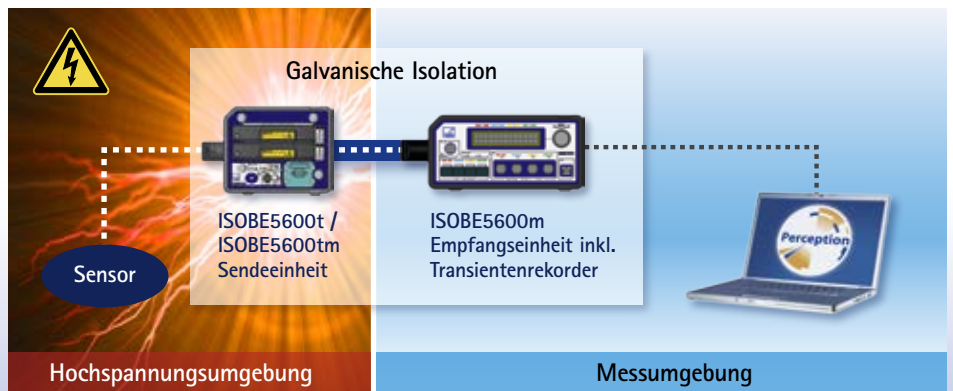 Galvanische Isolation
ISOBE5600t /
ISOBE5600tm
Sendeeinheit
ISOBE5600m
Empfangseinheit inkl.
Transientenrekorder
Sensor
Perception
Hochspannungsumgebung
Messumgebung